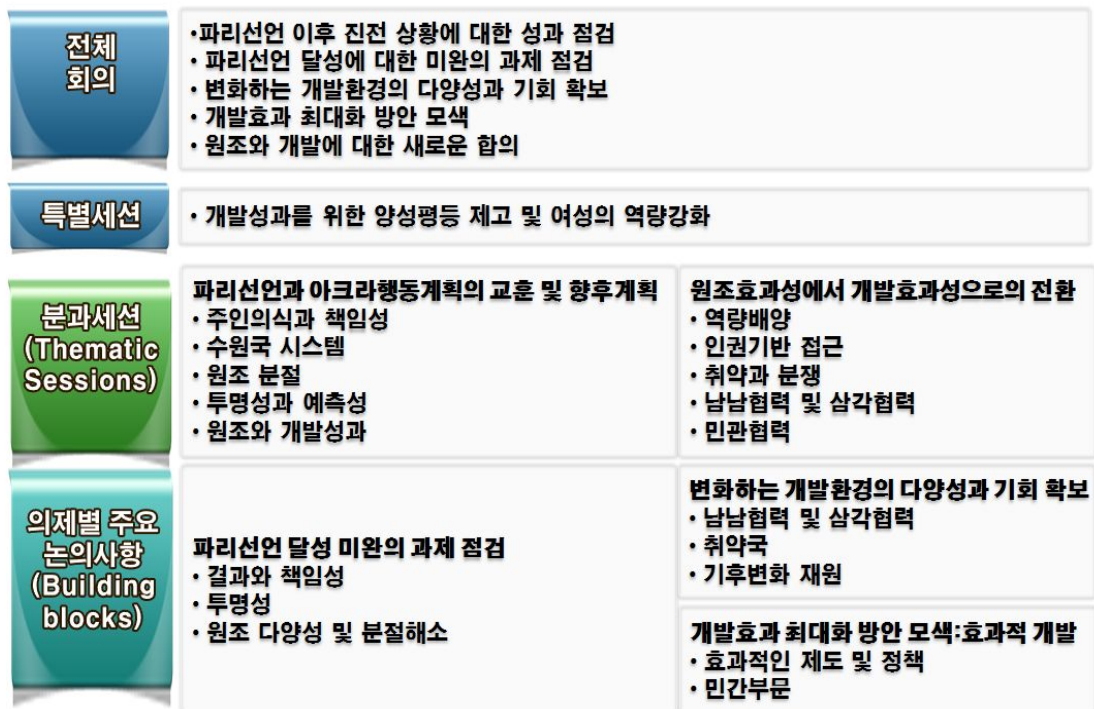 전체
회의
•파리선언 이후 진전 상황에 대한 성과 점검
• 파리선언 달성에 대한 미완의 과제 점검
• 변화하는 개발환경의 다양성과 기회 확보
• 개발효과 최대화 방안 모색
• 원조와 개발에 대한 새로운 합의
특별세션
• 개발성과를 위한 양성평등 제고 및 여성의 역량강화
분과세션
(Thematic
Sessions)
파리선언과 아크라행동계획의 교훈 및 향후계획
• 주인의식과 책임성
• 수원국 시스템
• 원조 분절
• 투명성과 예측성
• 원조와 개발성과
원조효과성에서 개발효과성으로의 전환
• 역량배양
• 인권기반 접근
• 취약과 분쟁
• 남남협력 및 삼각협력
• 민관협력
의제별 주요
논의사항
(Building
blocks)
파리선언 달성 미완의 과제 점검
• 결과와 책임성
• 투명성
• 원조 다양성 및 분절해소
변화하는 개발환경의 다양성과 기회 확보
• 남남협력 및 삼각협력
• 취약국
• 기후변화 재원
개발효과 최대화 방안 모색:효과적 개발
• 효과적인 제도 및 정책
• 민간부문